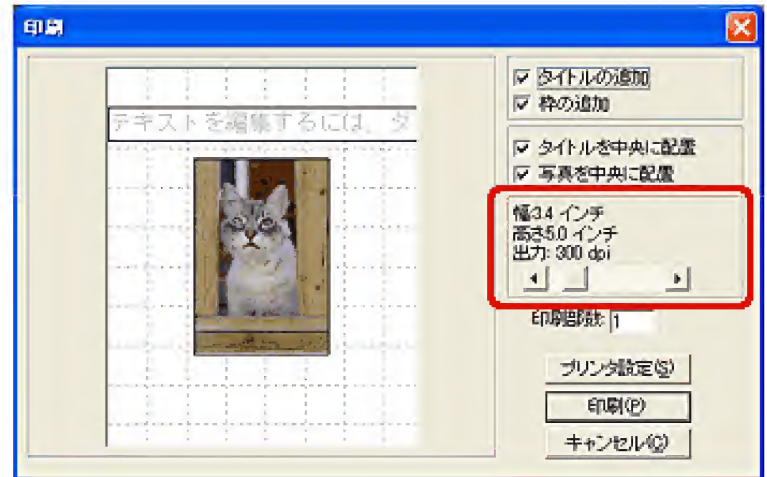 印刷
テキストを編集するには、ダ
タイトルの追加
枠の追加
タイトルを中央に配置
写真を中央に配置
幅3.4 インチ
高さ5.0 インチ
出力: 300 dpi
印刷部数: 1
プリンタ設定(S)
印刷(P)
キャンセル(C)